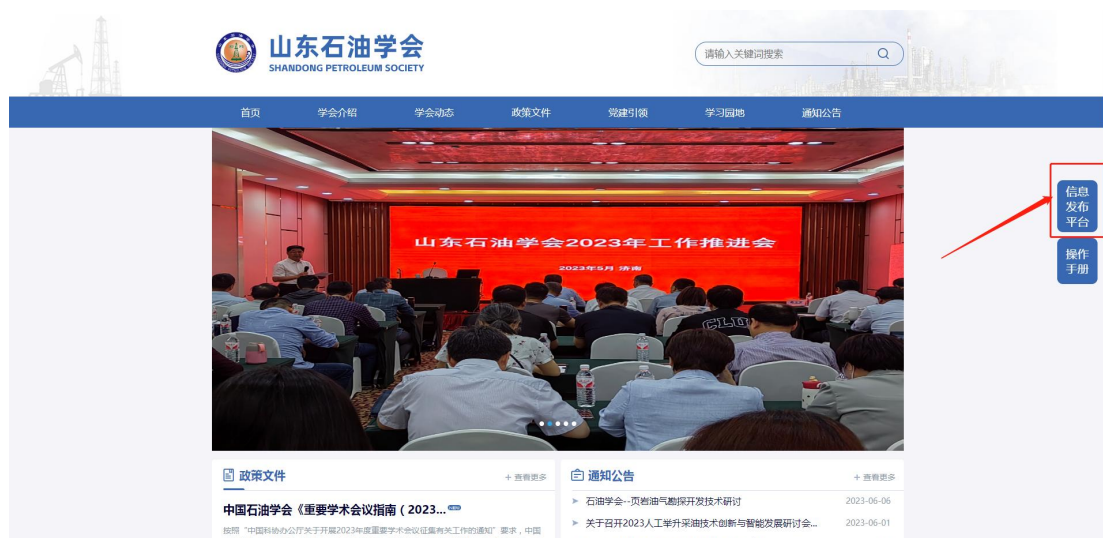 山东石油学会
SHANDONG PETROLEUM SOCIETY
请输入关键词搜索
首页 学会介绍 学会动态 政策文件 党建引领 学习园地 通知公告
山东石油学会2023年工作推进会
2023年5月 济南
CLUB
信息
发布
平台
操作
手册
政策文件 + 查看更多
中国石油学会《重要学术会议指南（2023...
按照“中国科协办公厅关于开展2023年度重要学术会议征集有关工作的通知”要求，中国
通知公告 + 查看更多
石油学会--页岩油气勘探开发技术研讨 2023-06-06
关于召开2023人工举升采油技术创新与智能发展研讨会... 2023-06-01